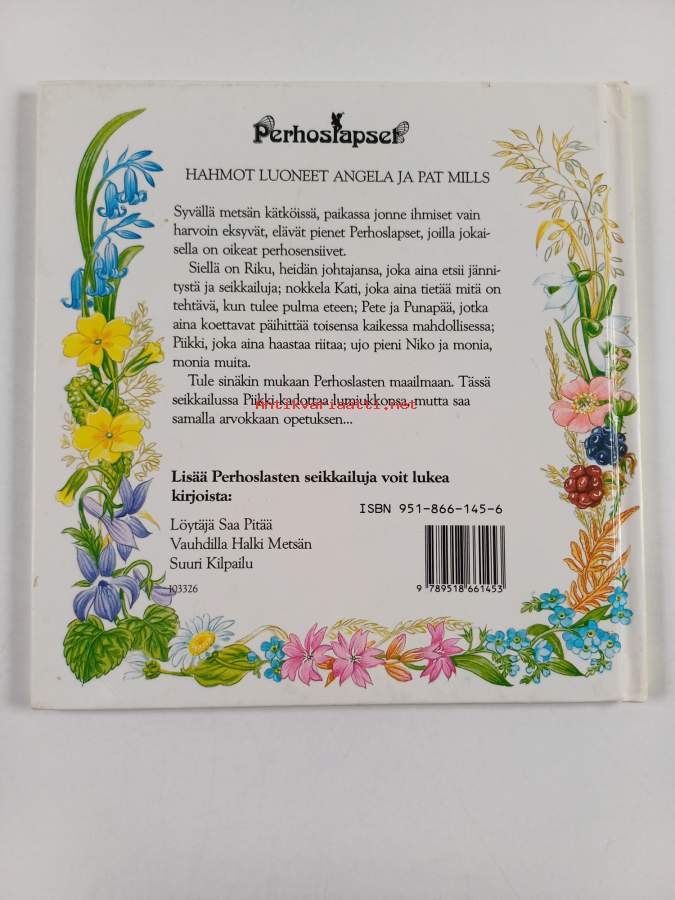 Perhoslapset
HAHMOT LUONEET ANGELA JA PAT MILLS
Syvällä metsän kätköissä, paikassa jonne ihmiset vain
harvoin eksyvät, elävät pienet Perhoslapset, joilla jokai-
sella on oikeat perhosensiivet.
Siellä on Riku, heidän johtajansa, joka aina etsii jänni-
tystä ja seikkailuja; nokkela Kati, joka aina tietää mitä on
tehtävä, kun tulee pulma eteen; Pete ja Punapää, jotka
aina koettavat päihittää toisensa kaikessa mahdollisessa;
Piikki, joka aina haastaa riitaa; ujo pieni Niko ja monia,
monia muita.
Tule sinäkin mukaan Perhoslasten maailmaan. Tässä
seikkailussa Piikki kadottaa lumiukkonsa, mutta saa
Antikvariaatti.net
samalla arvokkaan opetuksen...
Lisää Perhoslasten seikkailuja voit lukea
kirjoista:
Löytäjä Saa Pitää
Vauhdilla Halki Metsän
Suuri Kilpailu
103326
ISBN 951-866-145-6
9 789518 661453